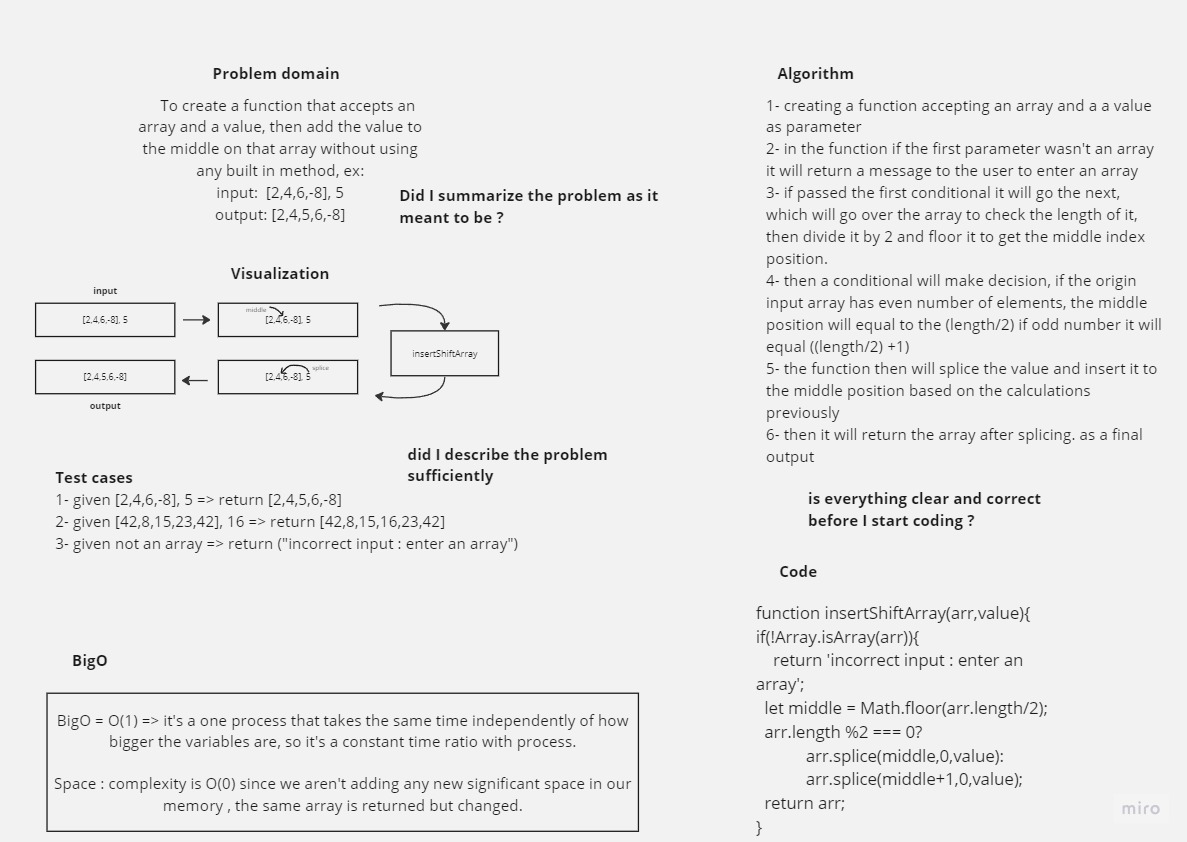 Problem domain
To create a function that accepts an
array and a value, then add the value to
the middle on that array without using
any built in method, ex:
input:  [2,4,6,-8], 5
output: [2,4,5,6,-8]
Did I summarize the problem as it
meant to be ?
Visualization
input
[2,4,6,-8], 5
middle
[2,4,6,-8], 5
insertShiftArray
[2,4,5,6,-8]
splice
[2,4,6,-8], 5
output
did I describe the problem
sufficiently
Test cases
1- given [2,4,6,-8], 5 => return [2,4,5,6,-8]
2- given [42,8,15,23,42], 16 => return [42,8,15,16,23,42]
3- given not an array => return ("incorrect input : enter an array")
BigO
BigO = O(1) => it's a one process that takes the same time independently of how
bigger the variables are, so it's a constant time ratio with process.
Space : complexity is O(0) since we aren't adding any new significant space in our
memory , the same array is returned but changed.
Algorithm
1- creating a function accepting an array and a a value
as parameter
2- in the function if the first parameter wasn't an array
it will return a message to the user to enter an array
3- if passed the first conditional it will go the next,
which will go over the array to check the length of it,
then divide it by 2 and floor it to get the middle index
position.
4- then a conditional will make decision, if the origin
input array has even number of elements, the middle
position will equal to the (length/2) if odd number it will
equal ((length/2) +1)
5- the function then will splice the value and insert it to
the middle position based on the calculations
previously
6- then it will return the array after splicing. as a final
output
is everything clear and correct
before I start coding ?
Code
function insertShiftArray(arr,value){
if(!Array.isArray(arr)){
return 'incorrect input : enter an
array';
let middle = Math.floor(arr.length/2);
arr.length %2 === 0?
arr.splice(middle,0,value):
arr.splice(middle+1,0,value);
return arr;
}
miro